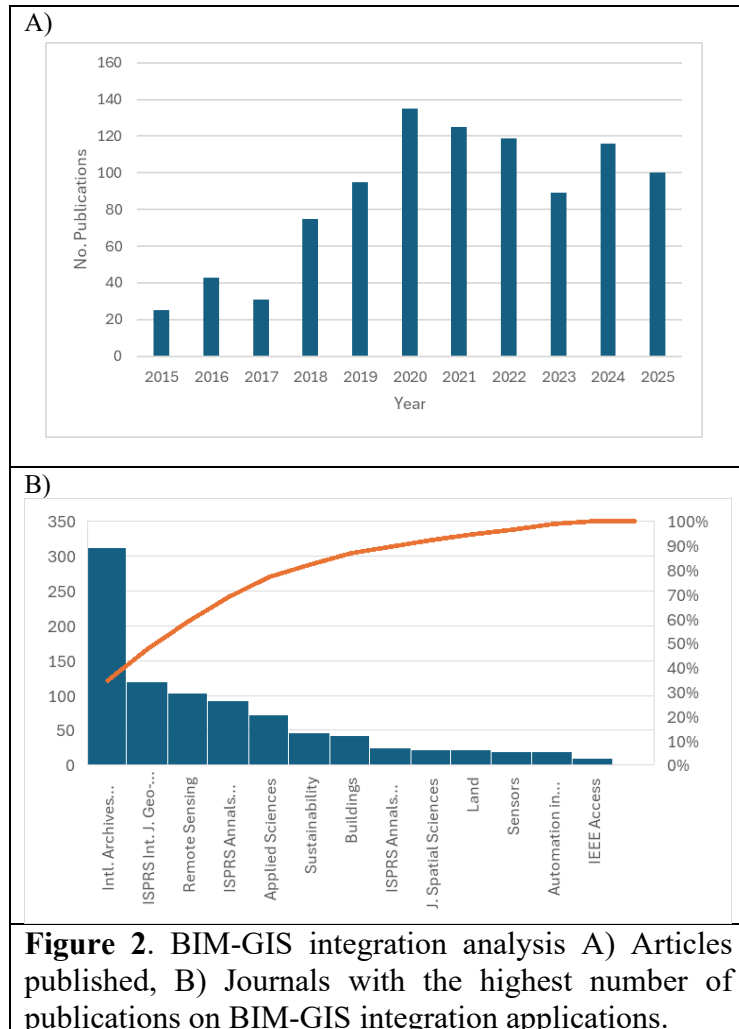 A)
160
140
120
100
80
60
40
20
0
No. Publications
2015 2016 2017 2018 2019 2020 2021 2022 2023 2024 2025
Year
B)
350
300
250
200
150
100
50
0
100%
90%
80%
70%
60%
50%
40%
30%
20%
10%
0%
Intl. Archives...
ISPRS Int. J. Geo-...
Remote Sensing
ISPRS Annals...
Applied Sciences
Sustainability
Buildings
ISPRS Annals...
J. Spatial Sciences
Land
Sensors
Automation in...
IEEE Access
Figure 2. BIM-GIS integration analysis A) Articles
published, B) Journals with the highest number of
publications on BIM-GIS integration applications.